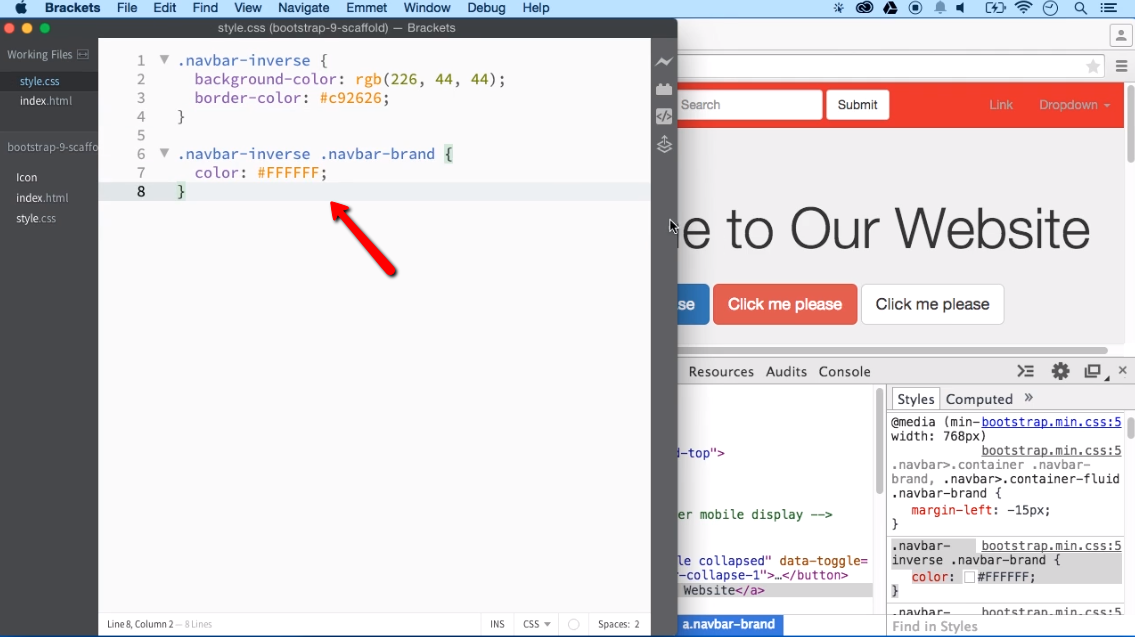 Brackets File Edit Find View Navigate Emmet Window Debug Help
style.css (bootstrap-9-scaffold) — Brackets
Working Files
style.css
index.html
bootstrap-9-scaffo
Icon
index.html
style.css
1 .navbar-inverse {
2 background-color: rgb(226, 44, 44);
3 border-color: #c92626;
4 }
5
6 .navbar-inverse .navbar-brand {
7 color: #FFFFFF;
8 }
Line 8, Column 2 — 8 Lines
INS CSS Spaces: 2
Search Submit Link Dropdown
e to Our Website
se Click me please Click me please
Resources Audits Console
d-top">
er mobile display -->
le collapsed" data-toggle=
r-collapse-1">…</button>
Website</a>
a.navbar-brand
Styles Computed »
@media (min- bootstrap.min.css:5
width: 768px)
bootstrap.min.css:5
.navbar>.container .navbar-
brand, .navbar>.container-fluid
.navbar-brand {
margin-left: -15px;
}
.navbar- bootstrap.min.css:5
inverse .navbar-brand {
color: #FFFFFF;
}
.navbar- bootstrap.min.css:5
Find in Styles